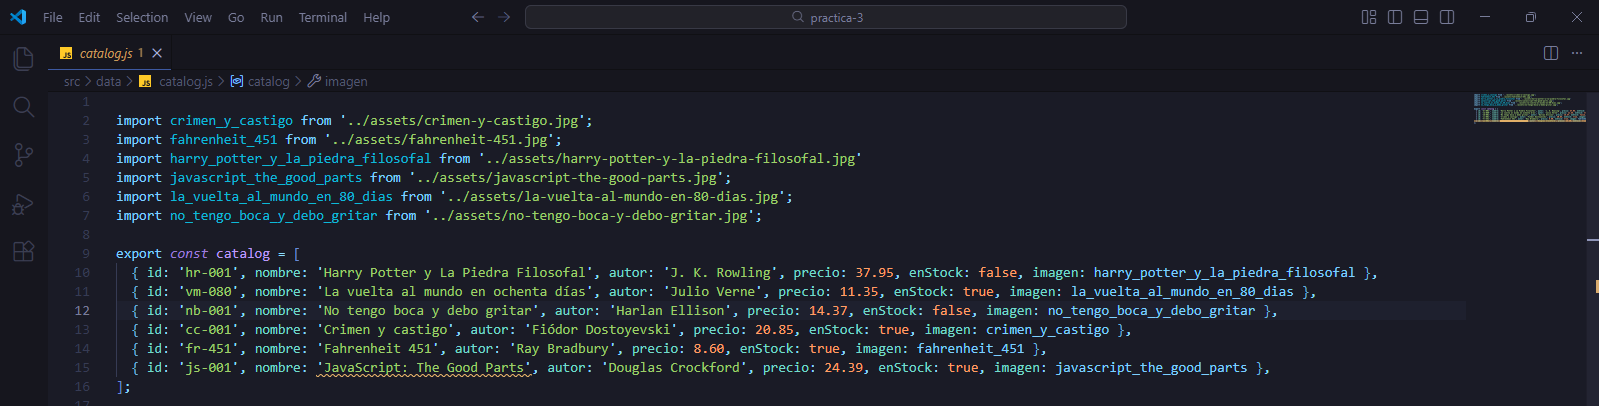 File Edit Selection View Go Run Terminal Help practica-3
JS catalog.js 1
src > data > JS catalog.js > catalog > imagen
1
2 import crimen_y_castigo from '../assets/crimen-y-castigo.jpg';
3 import fahrenheit_451 from '../assets/fahrenheit-451.jpg';
4 import harry_potter_y_la_piedra_filosofal from '../assets/harry-potter-y-la-piedra-filosofal.jpg'
5 import javascript_the_good_parts from '../assets/javascript-the-good-parts.jpg';
6 import la_vuelta_al_mundo_en_80_dias from '../assets/la-vuelta-al-mundo-en-80-dias.jpg';
7 import no_tengo_boca_y_debo_gritar from '../assets/no-tengo-boca-y-debo-gritar.jpg';
8
9 export const catalog = [
10 { id: 'hr-001', nombre: 'Harry Potter y La Piedra Filosofal', autor: 'J. K. Rowling', precio: 37.95, enStock: false, imagen: harry_potter_y_la_piedra_filosofal },
11 { id: 'vm-080', nombre: 'La vuelta al mundo en ochenta días', autor: 'Julio Verne', precio: 11.35, enStock: true, imagen: la_vuelta_al_mundo_en_80_dias },
12 { id: 'nb-001', nombre: 'No tengo boca y debo gritar', autor: 'Harlan Ellison', precio: 14.37, enStock: false, imagen: no_tengo_boca_y_debo_gritar },
13 { id: 'cc-001', nombre: 'Crimen y castigo', autor: 'Fiódor Dostoyevski', precio: 20.85, enStock: true, imagen: crimen_y_castigo },
14 { id: 'fr-451', nombre: 'Fahrenheit 451', autor: 'Ray Bradbury', precio: 8.60, enStock: true, imagen: fahrenheit_451 },
15 { id: 'js-001', nombre: 'JavaScript: The Good Parts', autor: 'Douglas Crockford', precio: 24.39, enStock: true, imagen: javascript_the_good_parts },
16 ];
17